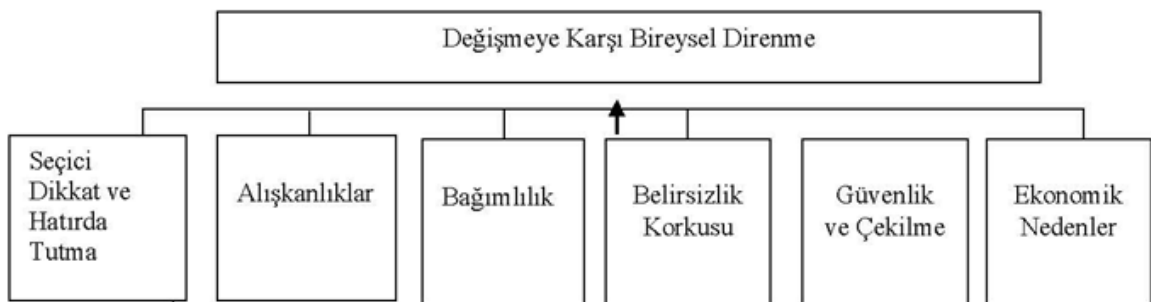 Değişmeye Karşı Bireysel Direnme
Seçici
Dikkat ve
Hatırda
Tutma
Alışkanlıklar
Bağımlılık
Belirsizlik
Korkusu
Güvenlik
ve Çekilme
Ekonomik
Nedenler